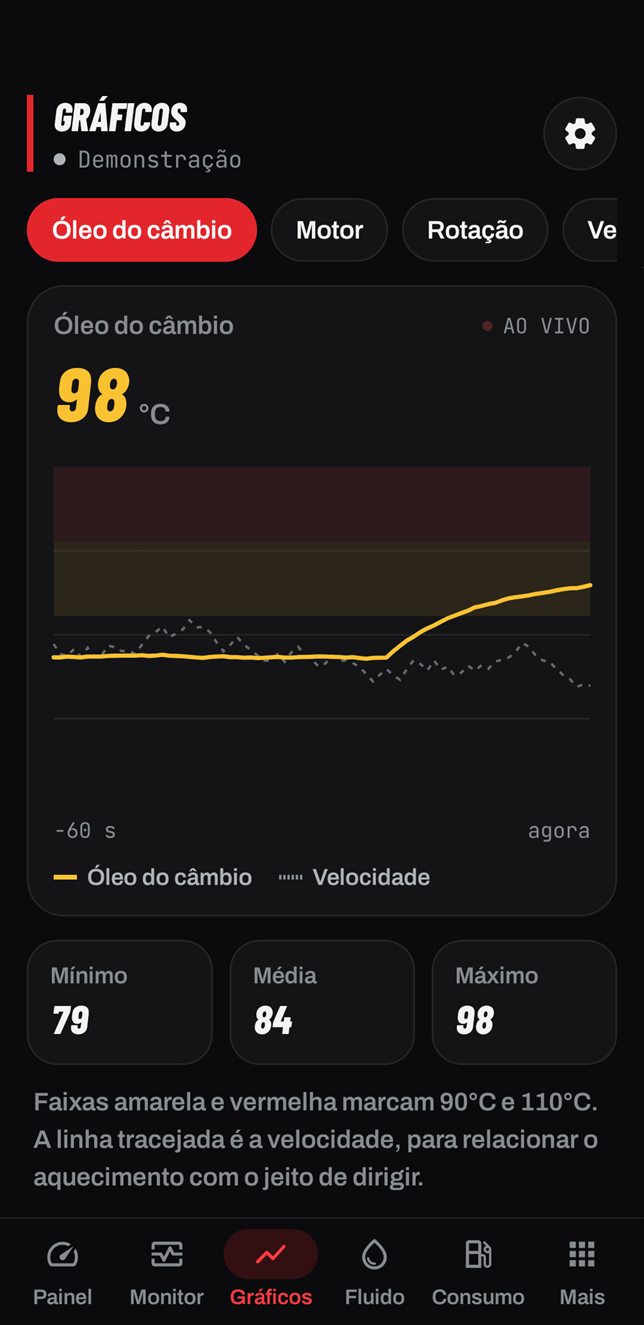 GRÁFICOS
Demonstração
Óleo do câmbio Motor Rotação Ve
Óleo do câmbio AO VIVO
98 °C
-60 s agora
Óleo do câmbio Velocidade
Mínimo Média Máximo
79 84 98
Faixas amarela e vermelha marcam 90°C e 110°C.
A linha tracejada é a velocidade, para relacionar o
aquecimento com o jeito de dirigir.
Painel Monitor Gráficos Fluido Consumo Mais